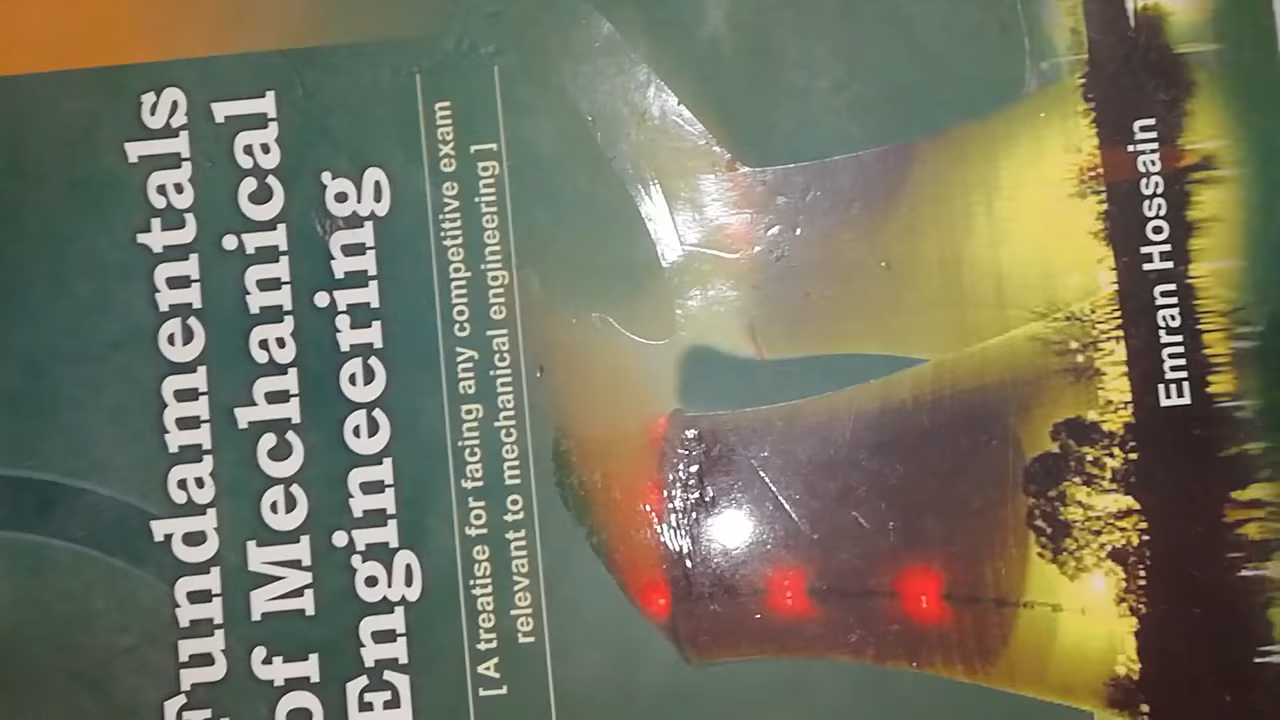 Fundamentals
of Mechanical
Engineering
[ A treatise for facing any competitive exam
relevant to mechanical engineering ]
Emran Hossain